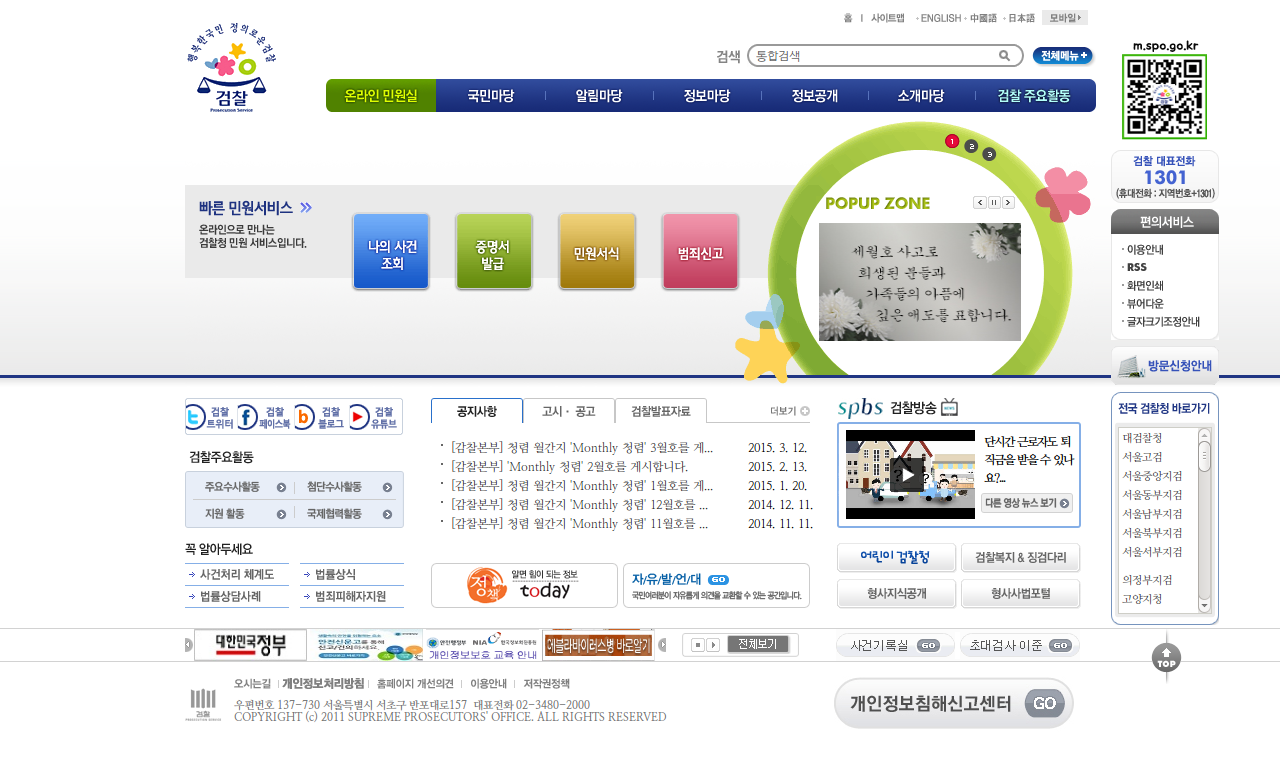 홈 | 사이트맵 · ENGLISH · 中國語 · 日本語 모바일
행복한국민 정의로운검찰
검찰
Prosecution Service
검색 통합검색 전체메뉴 +
온라인 민원실 국민마당 알림마당 정보마당 정보공개 소개마당 검찰 주요활동
m.spo.go.kr
검찰 대표전화
1301
(휴대전화 : 지역번호+1301)
편의서비스
· 이용안내
· RSS
· 화면인쇄
· 뷰어다운
· 글자크기조정안내
방문신청안내
빠른 민원서비스
온라인으로 만나는
검찰청 민원 서비스입니다.
나의 사건
조회
증명서
발급
민원서식
범죄신고
1 2 3
POPUP ZONE
세월호 사고로
희생된 분들과
가족들의 아픔에
깊은 애도를 표합니다.
검찰
트위터
검찰
페이스북
검찰
블로그
검찰
유튜브
검찰주요활동
주요수사활동 첨단수사활동
지원 활동 국제협력활동
꼭 알아두세요
사건처리 체계도 법률상식
법률상담사례 범죄피해자지원
공지사항 고시 · 공고 검찰발표자료 더보기
· [감찰본부] 청렴 월간지 'Monthly 청렴' 3월호를 게... 2015. 3. 12.
· [감찰본부] 'Monthly 청렴' 2월호를 게시합니다. 2015. 2. 13.
· [감찰본부] 청렴 월간지 'Monthly 청렴' 1월호를 게... 2015. 1. 20.
· [감찰본부] 청렴 월간지 'Monthly 청렴' 12월호를 ... 2014. 12. 11.
· [감찰본부] 청렴 월간지 'Monthly 청렴' 11월호를 ... 2014. 11. 11.
정책
알면 힘이 되는 정보
today
자/유/발/언/대 GO
국민여러분이 자유롭게 의견을 교환할 수 있는 공간입니다.
spbs 검찰방송
단시간 근로자도 퇴
직금을 받을 수 있나
요?...
다른 영상 뉴스 보기
어린이 검찰청 검찰복지 & 징검다리
형사지식공개 형사사법포털
전국 검찰청 바로가기
대검찰청
서울고검
서울중앙지검
서울동부지검
서울남부지검
서울북부지검
서울서부지검
의정부지검
고양지청
대한민국정부
안전신문고를 통해
신고/건의하세요.
안전행정부 NIA 한국정보화진흥원
개인정보보호 교육 안내
에볼라바이러스병 바로알기
전체보기
사건기록실 GO 초대검사 이준 GO
TOP
검찰
PROSECUTION SERVICE
오시는길 | 개인정보처리방침 | 홈페이지 개선의견 | 이용안내 | 저작권정책
우편번호 137-730 서울특별시 서초구 반포대로157 대표전화 02-3480-2000
COPYRIGHT (c) 2011 SUPREME PROSECUTORS' OFFICE. ALL RIGHTS RESERVED
개인정보침해신고센터 GO